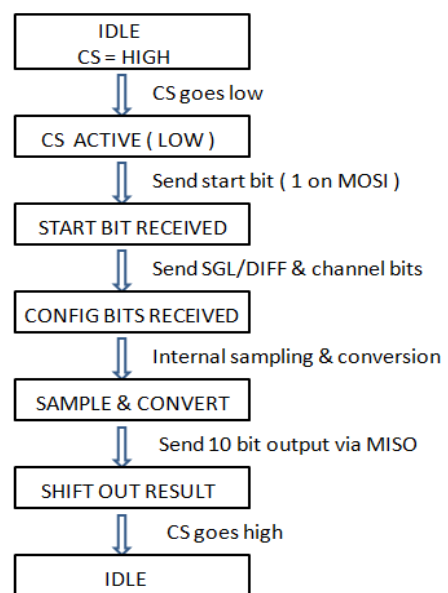 IDLE
CS = HIGH
CS goes low
CS ACTIVE ( LOW )
Send start bit ( 1 on MOSI )
START BIT RECEIVED
Send SGL/DIFF & channel bits
CONFIG BITS RECEIVED
Internal sampling & conversion
SAMPLE & CONVERT
Send 10 bit output via MISO
SHIFT OUT RESULT
CS goes high
IDLE